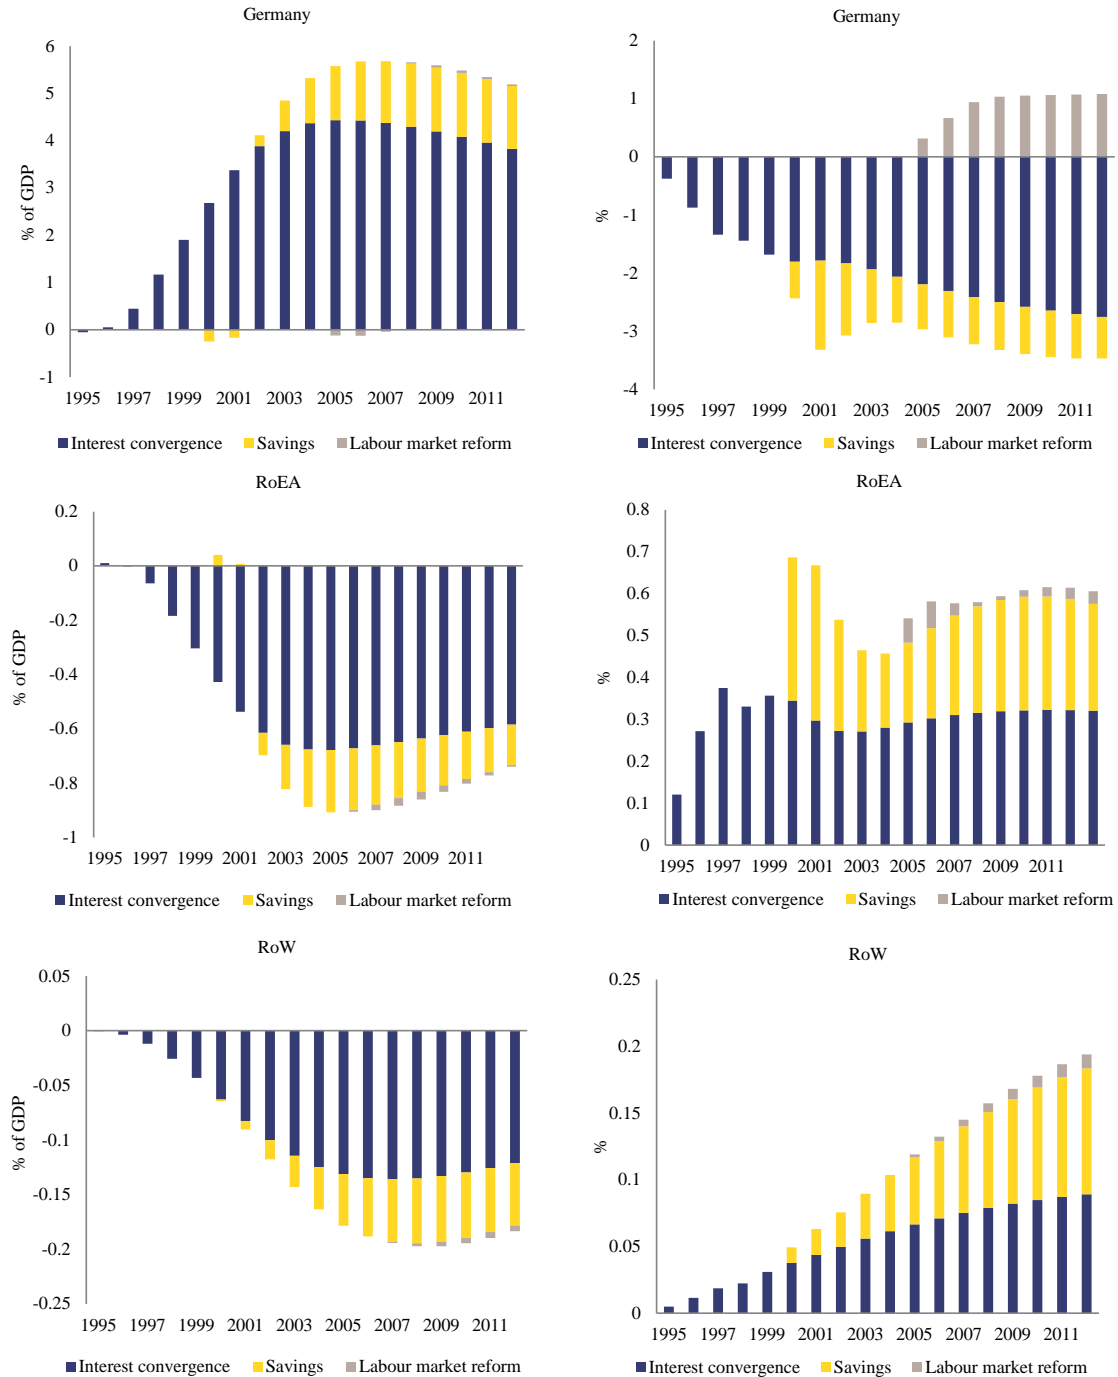 Germany
6
5
4
3
2
1
0
-1
% of GDP
1995 1997 1999 2001 2003 2005 2007 2009 2011
Interest convergence Savings Labour market reform
Germany
2
1
0
-1
-2
-3
-4
%
1995 1997 1999 2001 2003 2005 2007 2009 2011
Interest convergence Savings Labour market reform
RoEA
0.2
0
-0.2
-0.4
-0.6
-0.8
-1
% of GDP
1995 1997 1999 2001 2003 2005 2007 2009 2011
Interest convergence Savings Labour market reform
RoEA
0.8
0.7
0.6
0.5
0.4
0.3
0.2
0.1
0
%
1995 1997 1999 2001 2003 2005 2007 2009 2011
Interest convergence Savings Labour market reform
RoW
0.05
0
-0.05
-0.1
-0.15
-0.2
-0.25
% of GDP
1995 1997 1999 2001 2003 2005 2007 2009 2011
Interest convergence Savings Labour market reform
RoW
0.25
0.2
0.15
0.1
0.05
0
%
1995 1997 1999 2001 2003 2005 2007 2009 2011
Interest convergence Savings Labour market reform